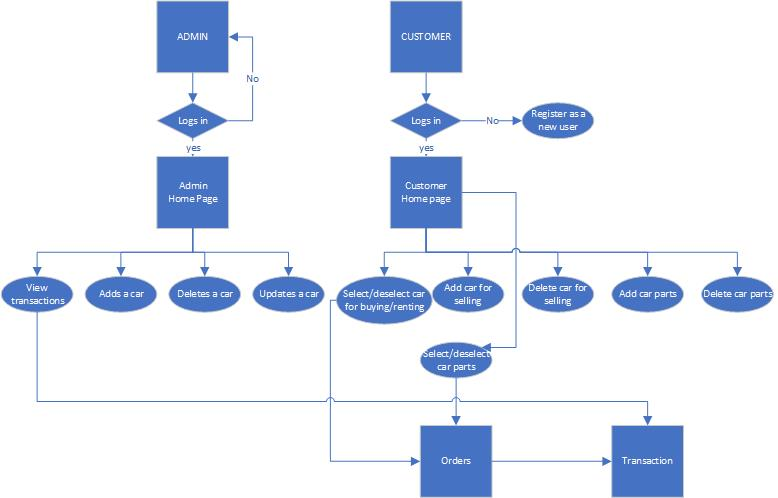 ADMIN
CUSTOMER
No
Logs in
Logs in
No
Register as a
new user
yes
yes
Admin
Home Page
Customer
Home page
View
transactions
Adds a car
Deletes a car
Updates a car
Select/deselect car
for buying/renting
Add car for
selling
Delete car for
selling
Add car parts
Delete car parts
Select/deselect
car parts
Orders
Transaction